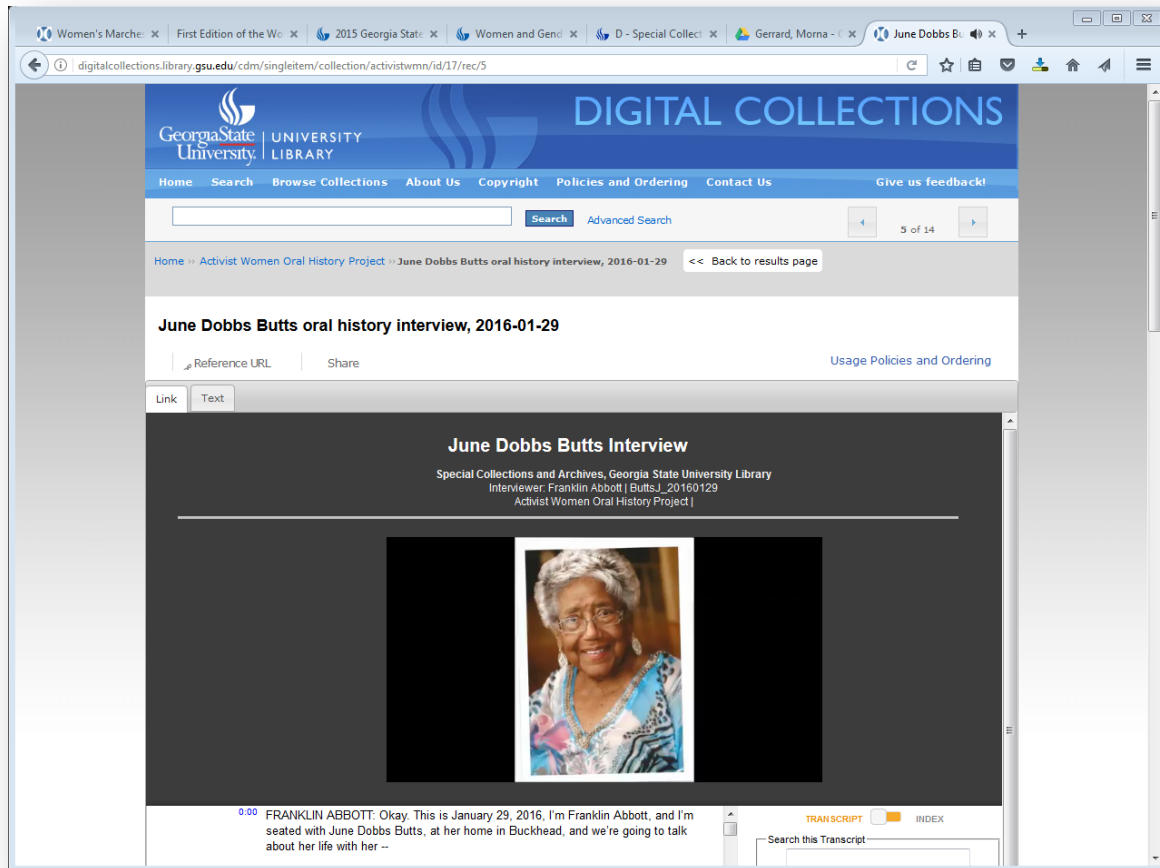 Women's Marche
First Edition of the Wo
2015 Georgia State
Women and Gend
D - Special Collect
Gerrard, Morna -
June Dobbs Bu
digitalcollections.library.gsu.edu/cdm/singleitem/collection/activistwmn/id/17/rec/5
GeorgiaState
University.
UNIVERSITY
LIBRARY
DIGITAL COLLECTIONS
Home Search Browse Collections About Us Copyright Policies and Ordering Contact Us Give us feedback!
Search Advanced Search
5 of 14
Home » Activist Women Oral History Project » June Dobbs Butts oral history interview, 2016-01-29 << Back to results page
June Dobbs Butts oral history interview, 2016-01-29
Reference URL Share Usage Policies and Ordering
Link Text
June Dobbs Butts Interview
Special Collections and Archives, Georgia State University Library
Interviewer: Franklin Abbott | ButtsJ_20160129
Activist Women Oral History Project |
0:00 FRANKLIN ABBOTT: Okay. This is January 29, 2016, I'm Franklin Abbott, and I'm
seated with June Dobbs Butts, at her home in Buckhead, and we're going to talk
about her life with her --
TRANSCRIPT INDEX
Search this Transcript